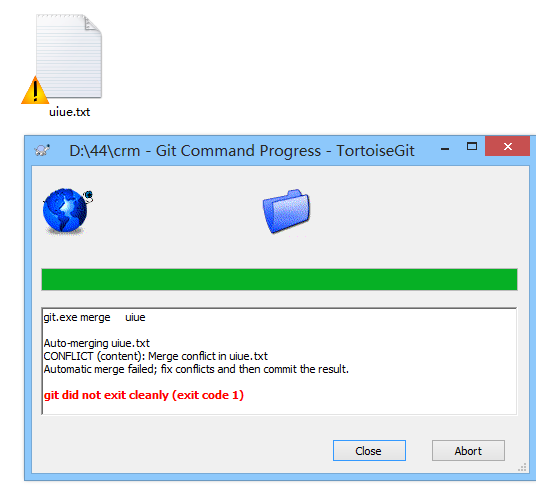 uiue.txt
D:\44\crm - Git Command Progress - TortoiseGit
git.exe merge uiue
Auto-merging uiue.txt
CONFLICT (content): Merge conflict in uiue.txt
Automatic merge failed; fix conflicts and then commit the result.
git did not exit cleanly (exit code 1)
Close Abort